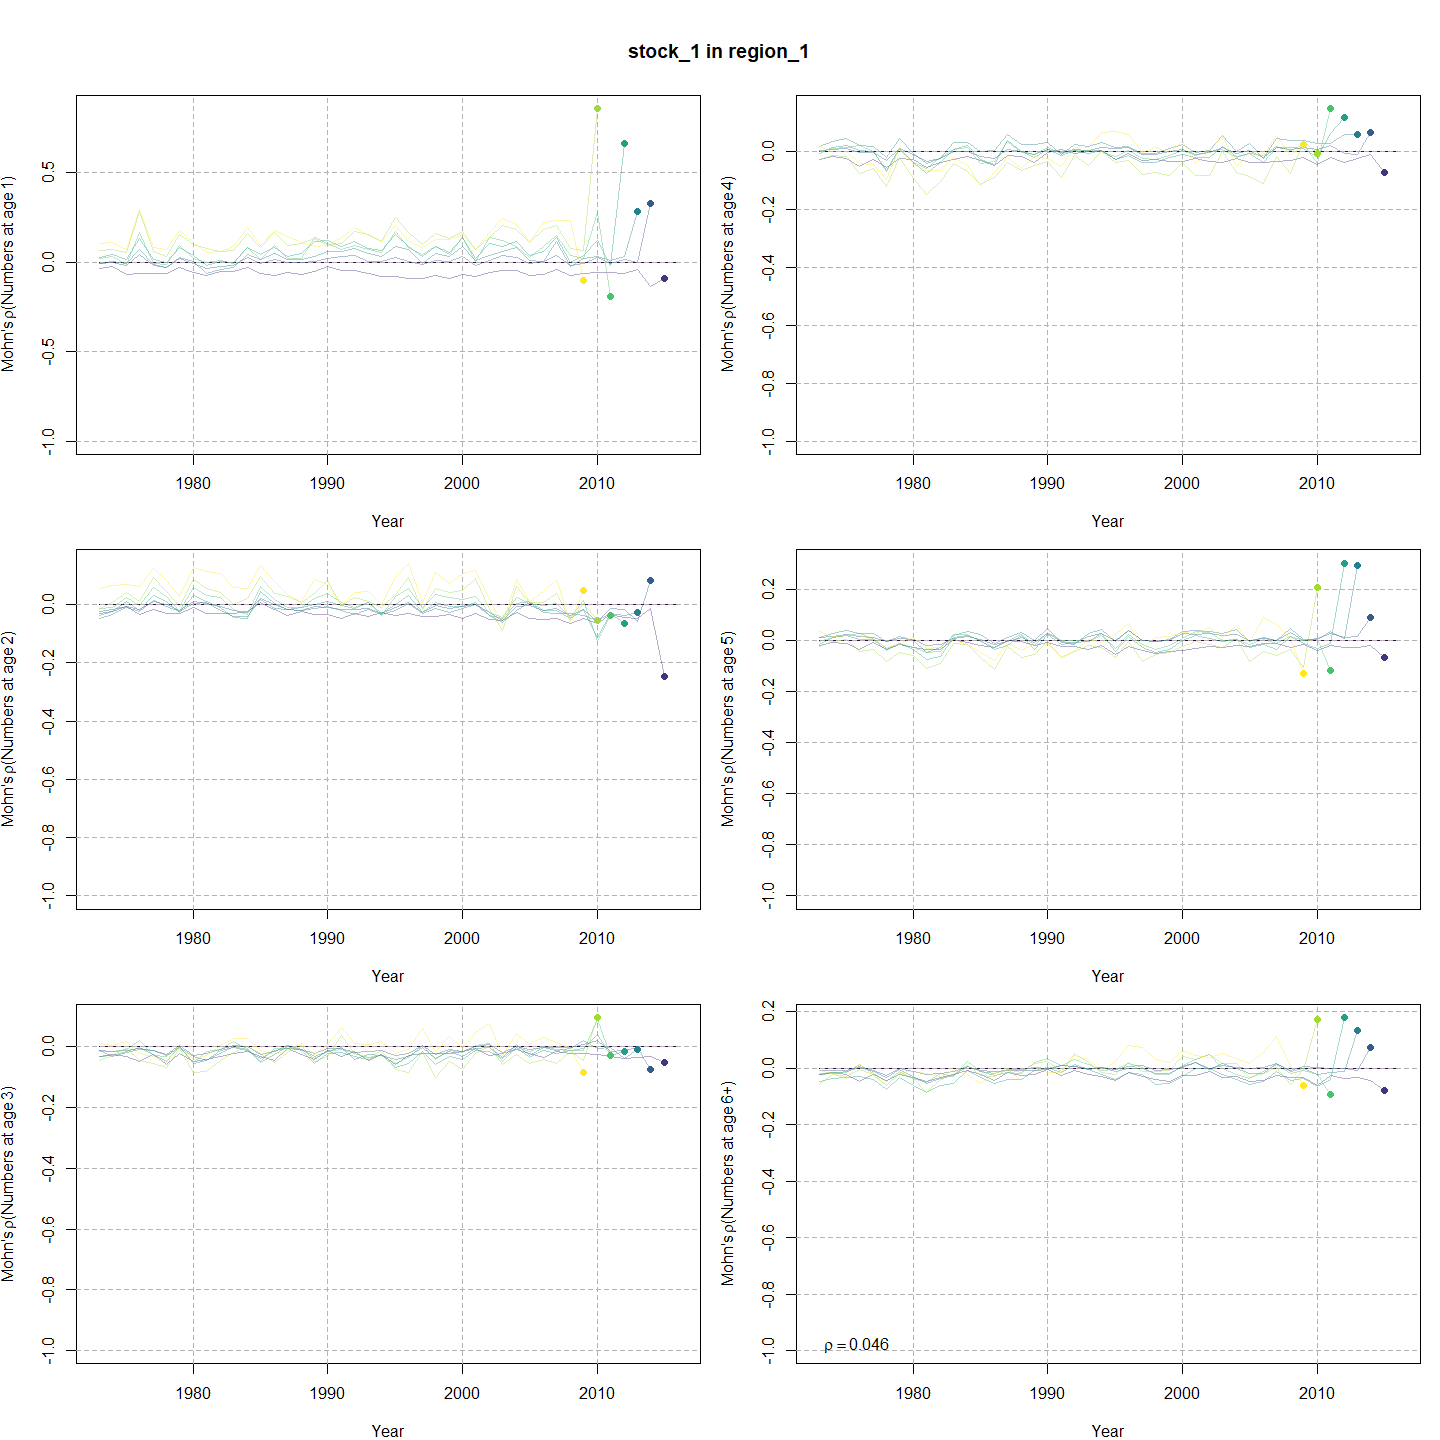 stock_1 in region_1
Mohn's ρ(Numbers at age 1)
0.5
0.0
-0.5
-1.0
1980 1990 2000 2010
Year
Mohn's ρ(Numbers at age 4)
0.0
-0.2
-0.4
-0.6
-0.8
-1.0
1980 1990 2000 2010
Year
Mohn's ρ(Numbers at age 2)
0.0
-0.2
-0.4
-0.6
-0.8
-1.0
1980 1990 2000 2010
Year
Mohn's ρ(Numbers at age 5)
0.2
0.0
-0.2
-0.4
-0.6
-0.8
-1.0
1980 1990 2000 2010
Year
Mohn's ρ(Numbers at age 3)
0.0
-0.2
-0.4
-0.6
-0.8
-1.0
1980 1990 2000 2010
Year
Mohn's ρ(Numbers at age 6+)
0.2
0.0
-0.2
-0.4
-0.6
-0.8
-1.0
ρ = 0.046
1980 1990 2000 2010
Year